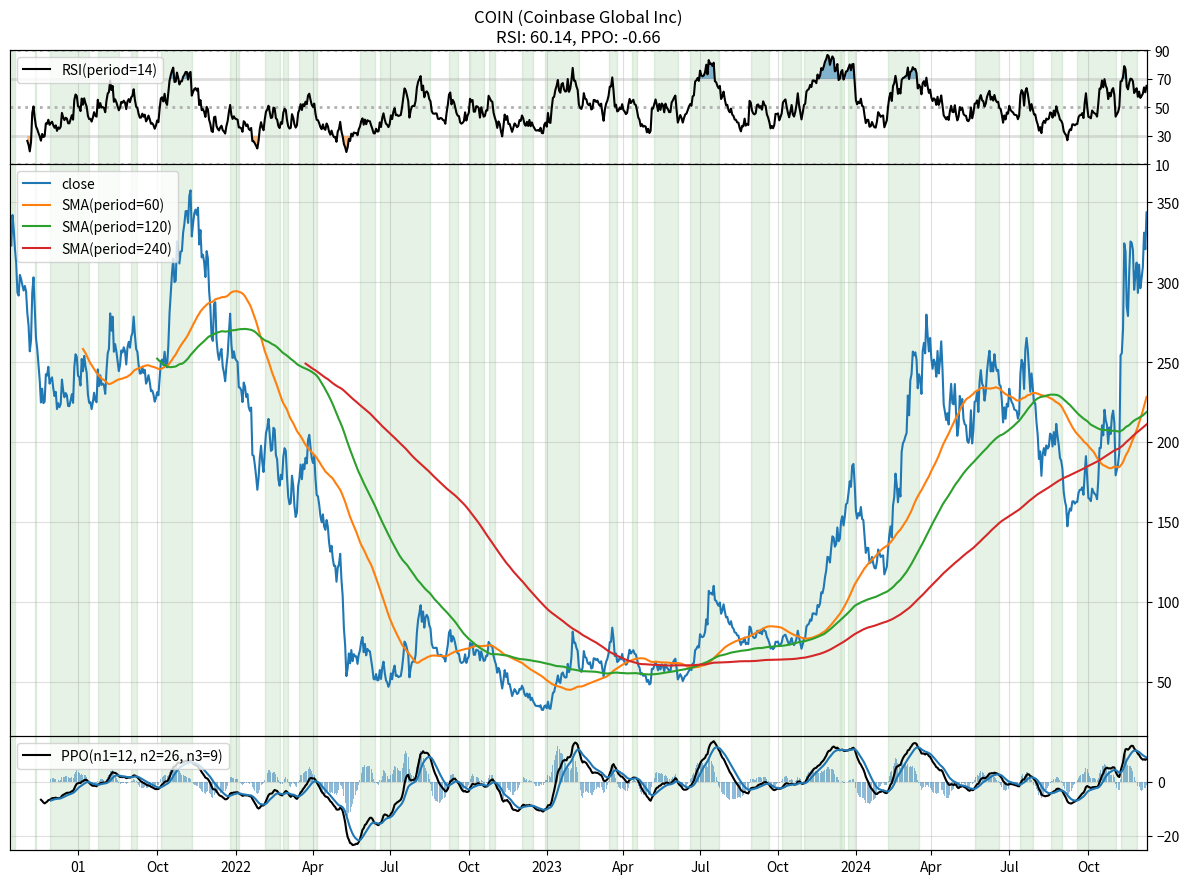 COIN (Coinbase Global Inc)
RSI: 60.14, PPO: -0.66
RSI(period=14)
90
70
50
30
10
close
SMA(period=60)
SMA(period=120)
SMA(period=240)
350
300
250
200
150
100
50
PPO(n1=12, n2=26, n3=9)
0
−20
01 Oct 2022 Apr Jul Oct 2023 Apr Jul Oct 2024 Apr Jul Oct